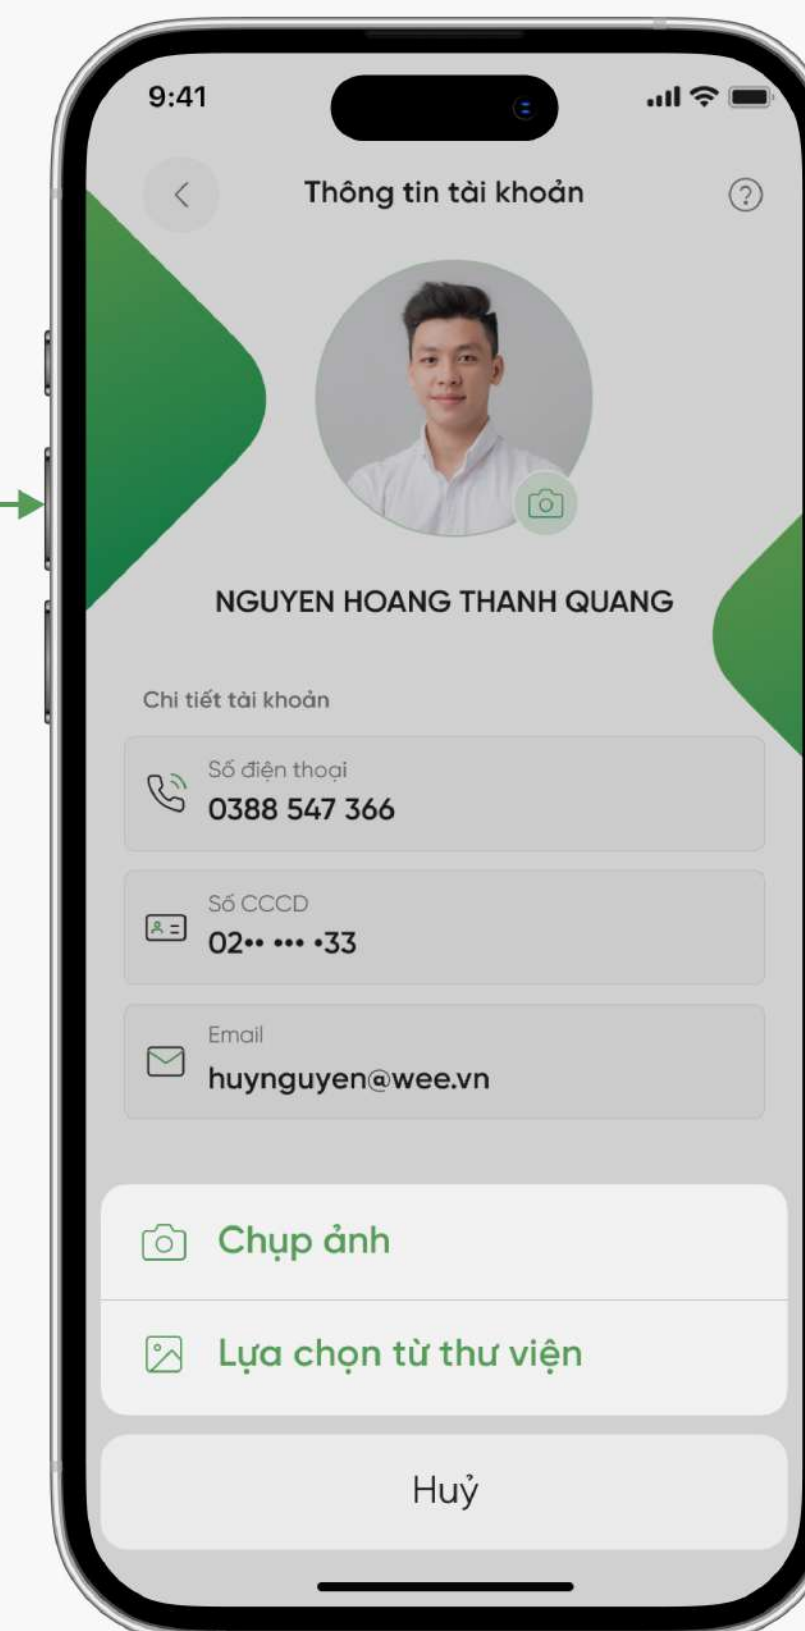 9:41
Thông tin tài khoản
NGUYEN HOANG THANH QUANG
Chi tiết tài khoản
Số điện thoại
0388 547 366
Số CCCD
02•• ••• •33
Email
huynguyen@wee.vn
Chụp ảnh
Lựa chọn từ thư viện
Huỷ